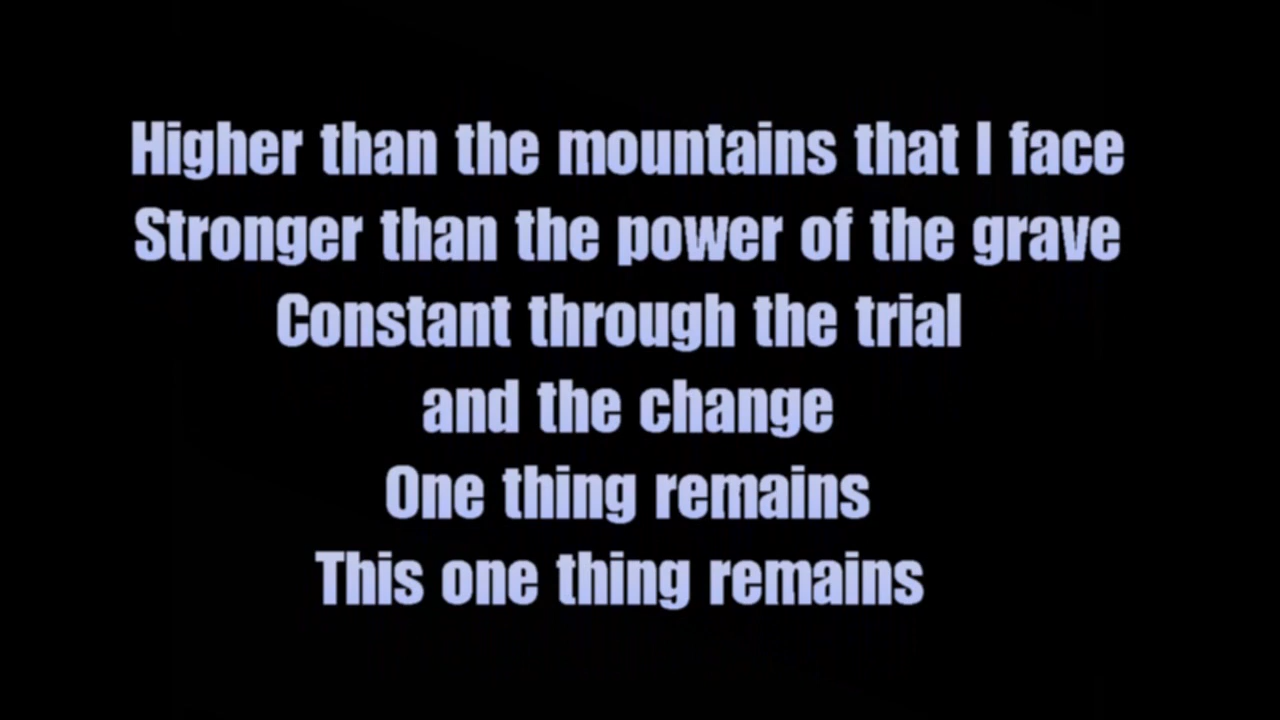 Higher than the mountains that I face
Stronger than the power of the grave
Constant through the trial
and the change
One thing remains
This one thing remains